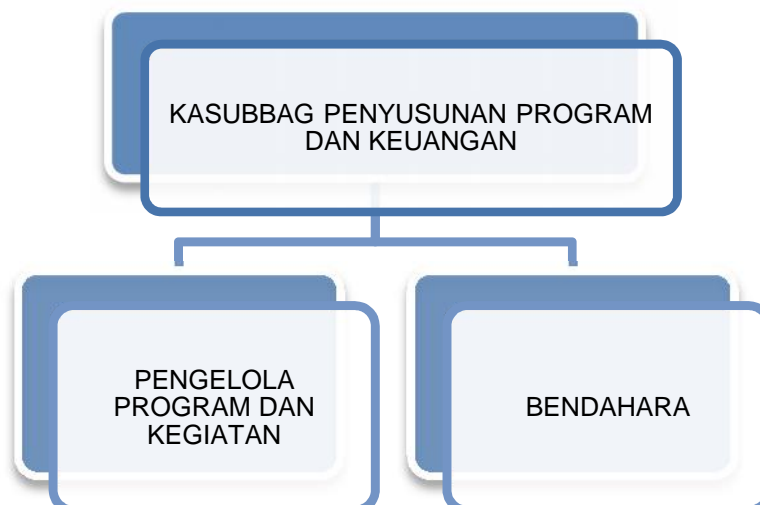 KASUBBAG PENYUSUNAN PROGRAM
DAN KEUANGAN
PENGELOLA
PROGRAM DAN
KEGIATAN
BENDAHARA